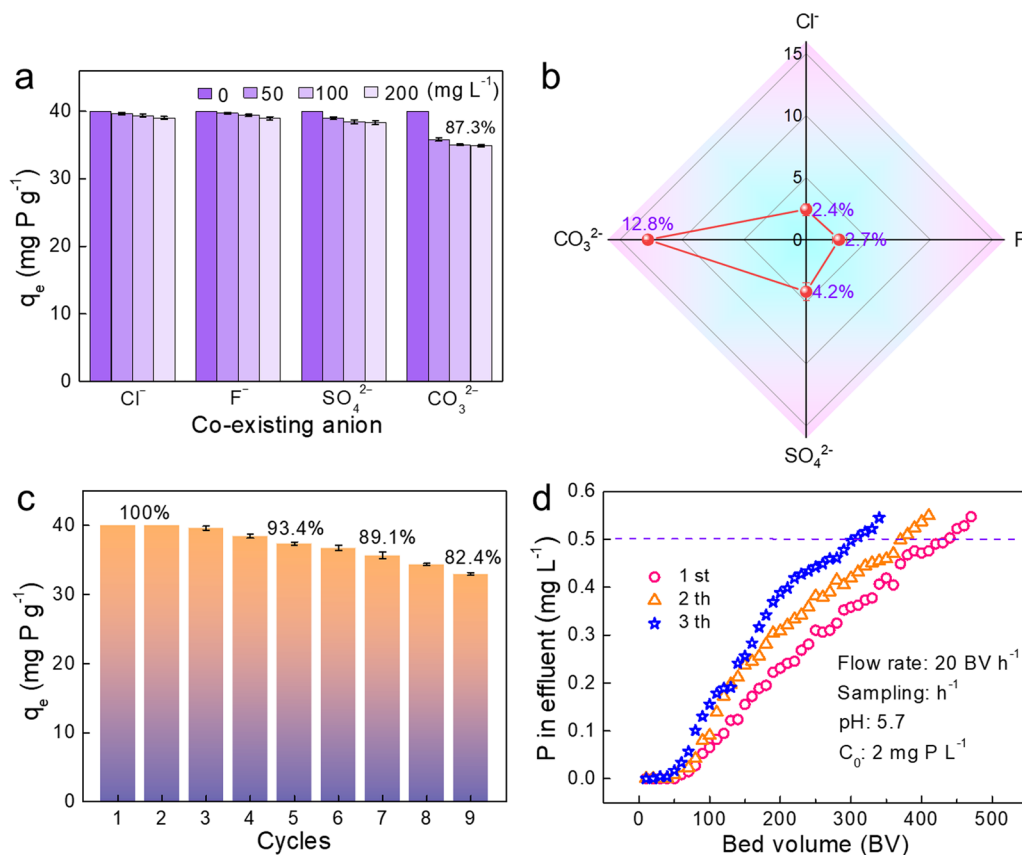 a
0 50 100 200 (mg L⁻¹)
87.3%
40
30
20
10
0
qₑ (mg P g⁻¹)
Cl⁻ F⁻ SO₄²⁻ CO₃²⁻
Co-existing anion
b
Cl⁻
15
10
5
0
12.8%
2.4%
2.7%
4.2%
CO₃²⁻
F
SO₄²⁻
c
100%
93.4%
89.1%
82.4%
40
30
20
10
0
qₑ (mg P g⁻¹)
1 2 3 4 5 6 7 8 9
Cycles
d
0.6
0.5
0.4
0.3
0.2
0.1
0.0
P in effluent (mg L⁻¹)
1 st
2 th
3 th
Flow rate: 20 BV h⁻¹
Sampling: h⁻¹
pH: 5.7
C₀: 2 mg P L⁻¹
0 100 200 300 400 500
Bed volume (BV)